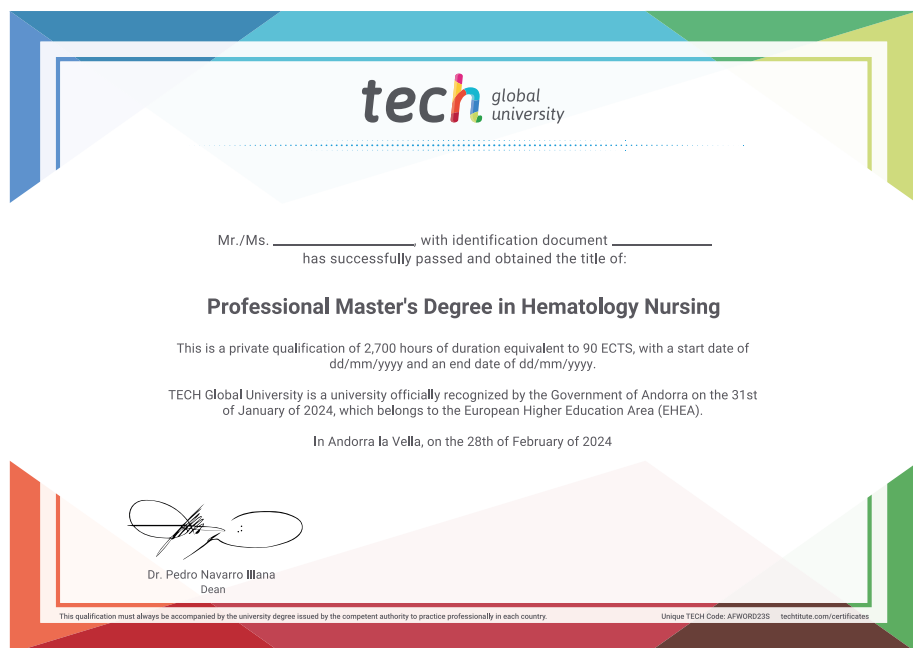 tech global
university
Mr./Ms. ____________, with identification document ____________
has successfully passed and obtained the title of:
Professional Master's Degree in Hematology Nursing
This is a private qualification of 2,700 hours of duration equivalent to 90 ECTS, with a start date of
dd/mm/yyyy and an end date of dd/mm/yyyy.
TECH Global University is a university officially recognized by the Government of Andorra on the 31st
of January of 2024, which belongs to the European Higher Education Area (EHEA).
In Andorra la Vella, on the 28th of February of 2024
Dr. Pedro Navarro Illana
Dean
This qualification must always be accompanied by the university degree issued by the competent authority to practice professionally in each country. Unique TECH Code: AFWORD23S techtitute.com/certificates